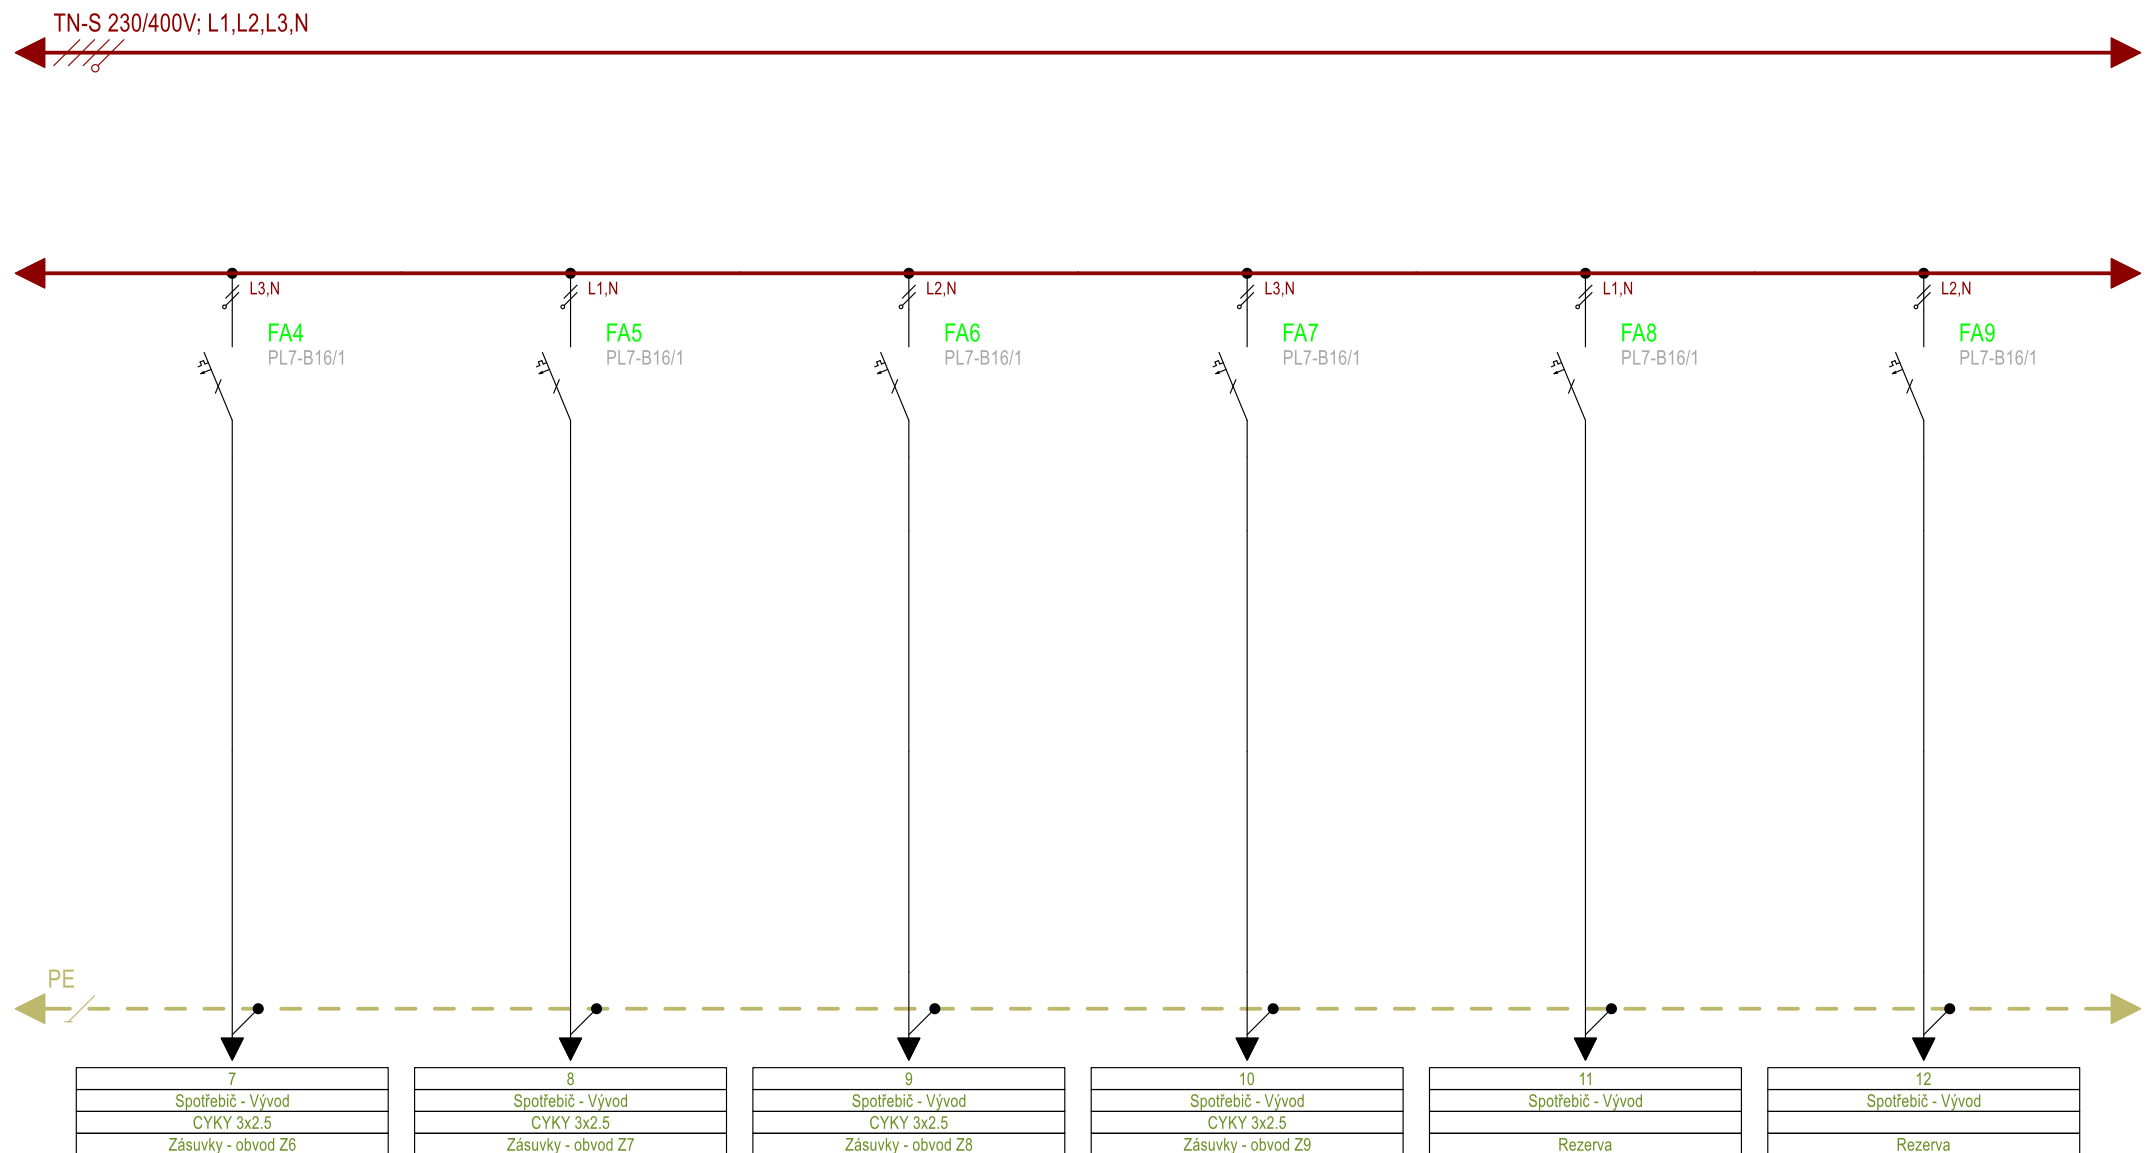 TN-S 230/400V; L1,L2,L3,N
L3,N
L1,N
L2,N
L3,N
L1,N
L2,N
FA4
FA5
FA6
FA7
FA8
FA9
PL7-B16/1
PL7-B16/1
PL7-B16/1
PL7-B16/1
PL7-B16/1
PL7-B16/1
PE
7
8
9
10
11
12
Spotřebič - Vývod
Spotřebič - Vývod
Spotřebič - Vývod
Spotřebič - Vývod
Spotřebič - Vývod
Spotřebič - Vývod
CYKY 3x2.5
CYKY 3x2.5
CYKY 3x2.5
CYKY 3x2.5
Zásuvky - obvod Z6
Zásuvky - obvod Z7
Zásuvky - obvod Z8
Zásuvky - obvod Z9
Rezerva
Rezerva